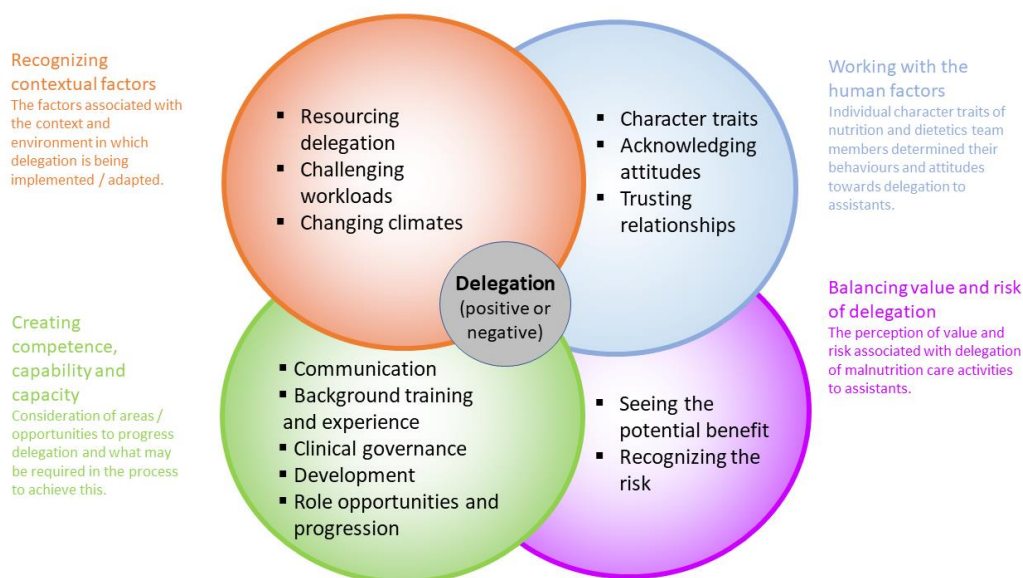 Recognizing
contextual factors
The factors associated with
the context and
environment in which
delegation is being
implemented / adapted.
▪ Resourcing
delegation
▪ Challenging
workloads
▪ Changing climates
▪ Character traits
▪ Acknowledging
attitudes
▪ Trusting
relationships
Working with the
human factors
Individual character traits of
nutrition and dietetics team
members determined their
behaviours and attitudes
towards delegation to
assistants.
Delegation
(positive or
negative)
Creating
competence,
capability and
capacity
Consideration of areas /
opportunities to progress
delegation and what may
be required in the process
to achieve this.
▪ Communication
▪ Background training
and experience
▪ Clinical governance
▪ Development
▪ Role opportunities and
progression
▪ Seeing the
potential benefit
▪ Recognizing the
risk
Balancing value and risk
of delegation
The perception of value and
risk associated with delegation
of malnutrition care activities
to assistants.